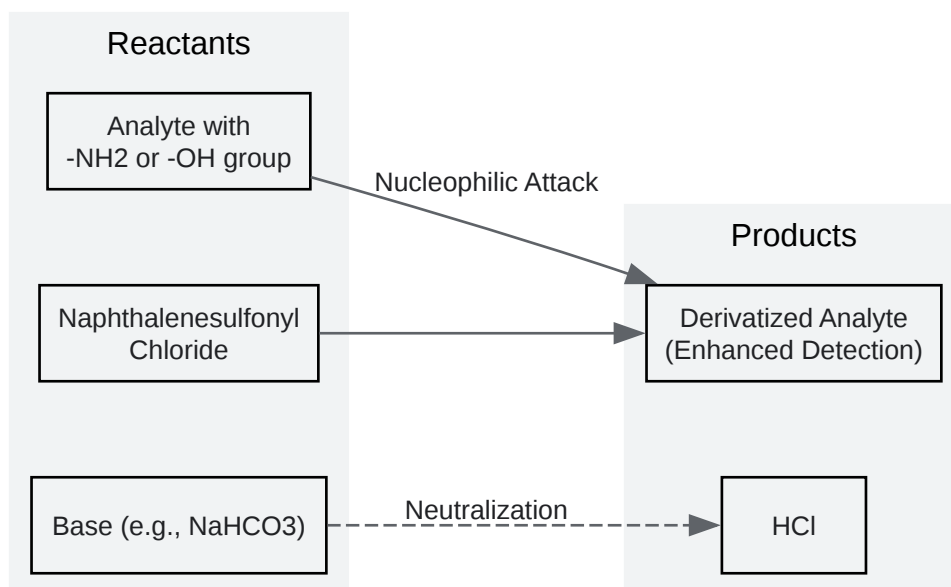 Reactants
Analyte with
-NH2 or -OH group
Nucleophilic Attack
Products
Naphthalenesulfonyl
Chloride
Derivatized Analyte
(Enhanced Detection)
Base (e.g., NaHCO3)
Neutralization
HCl